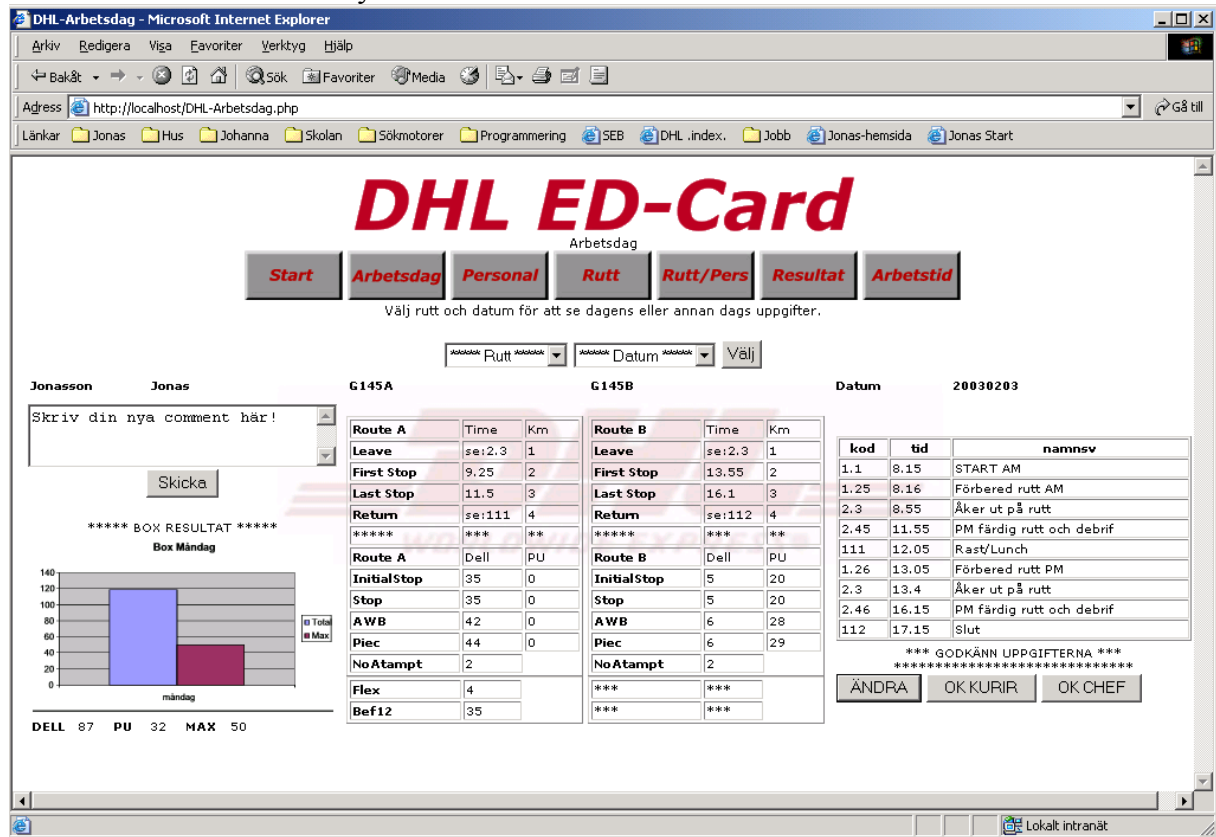 DHL-Arbetsdag - Microsoft Internet Explorer
Arkiv Redigera Visa Favoriter Verktyg Hjälp
Bakåt Sök Favoriter Media
Adress http://localhost/DHL-Arbetsdag.php Gå till
Länkar Jonas Hus Johanna Skolan Sökmotorer Programmering SEB DHL .index. Jobb Jonas-hemsida Jonas Start
DHL ED-Card
Arbetsdag
Start Arbetsdag Personal Rutt Rutt/Pers Resultat Arbetstid
Välj rutt och datum för att se dagens eller annan dags uppgifter.
***** Rutt ***** ***** Datum ***** Välj
Jonasson Jonas G145A G145B Datum 20030203
Skriv din nya comment här!
Skicka
***** BOX RESULTAT *****
Box Måndag
140
120
100
80
60
40
20
0
måndag
Total
Max
DELL 87 PU 32 MAX 50
Route A Time Km
Leave se:2.3 1
First Stop 9.25 2
Last Stop 11.5 3
Return se:111 4
***** *** **
Route A Dell PU
InitialStop 35 0
Stop 35 0
AWB 42 0
Piec 44 0
NoAtampt 2
Flex 4
Bef12 35
Route B Time Km
Leave se:2.3 1
First Stop 13.55 2
Last Stop 16.1 3
Return se:112 4
***** *** **
Route B Dell PU
InitialStop 5 20
Stop 5 20
AWB 6 28
Piec 6 29
NoAtampt 2
*** ***
*** ***
kod tid namnsv
1.1 8.15 START AM
1.25 8.16 Förbered rutt AM
2.3 8.55 Åker ut på rutt
2.45 11.55 PM färdig rutt och debrif
111 12.05 Rast/Lunch
1.26 13.05 Förbered rutt PM
2.3 13.4 Åker ut på rutt
2.46 16.15 PM färdig rutt och debrif
112 17.15 Slut
*** GODKÄNN UPPGIFTERNA ***
******************************
ÄNDRA OK KURIR OK CHEF
DHL
WORLDWIDE EXPRESS®
Lokalt intranät